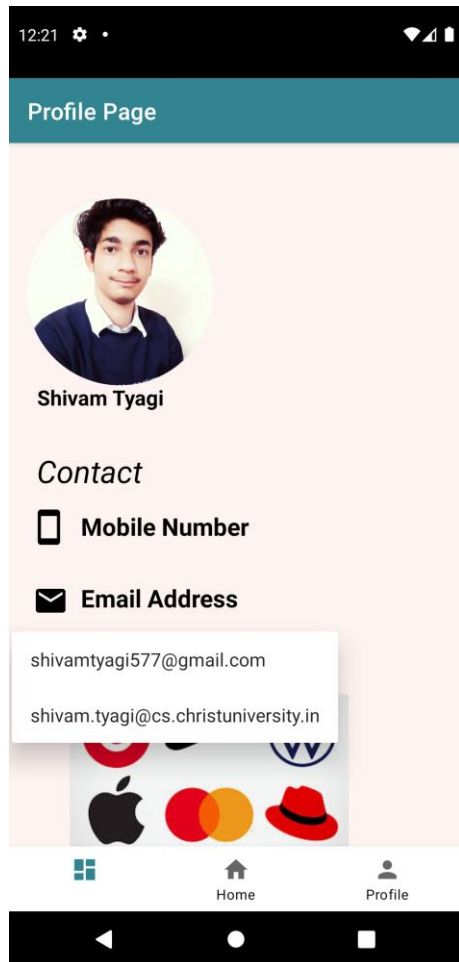 12:21
Profile Page
Shivam Tyagi
Contact
Mobile Number
Email Address
shivamtyagi577@gmail.com
shivam.tyagi@cs.christuniversity.in
Home
Profile